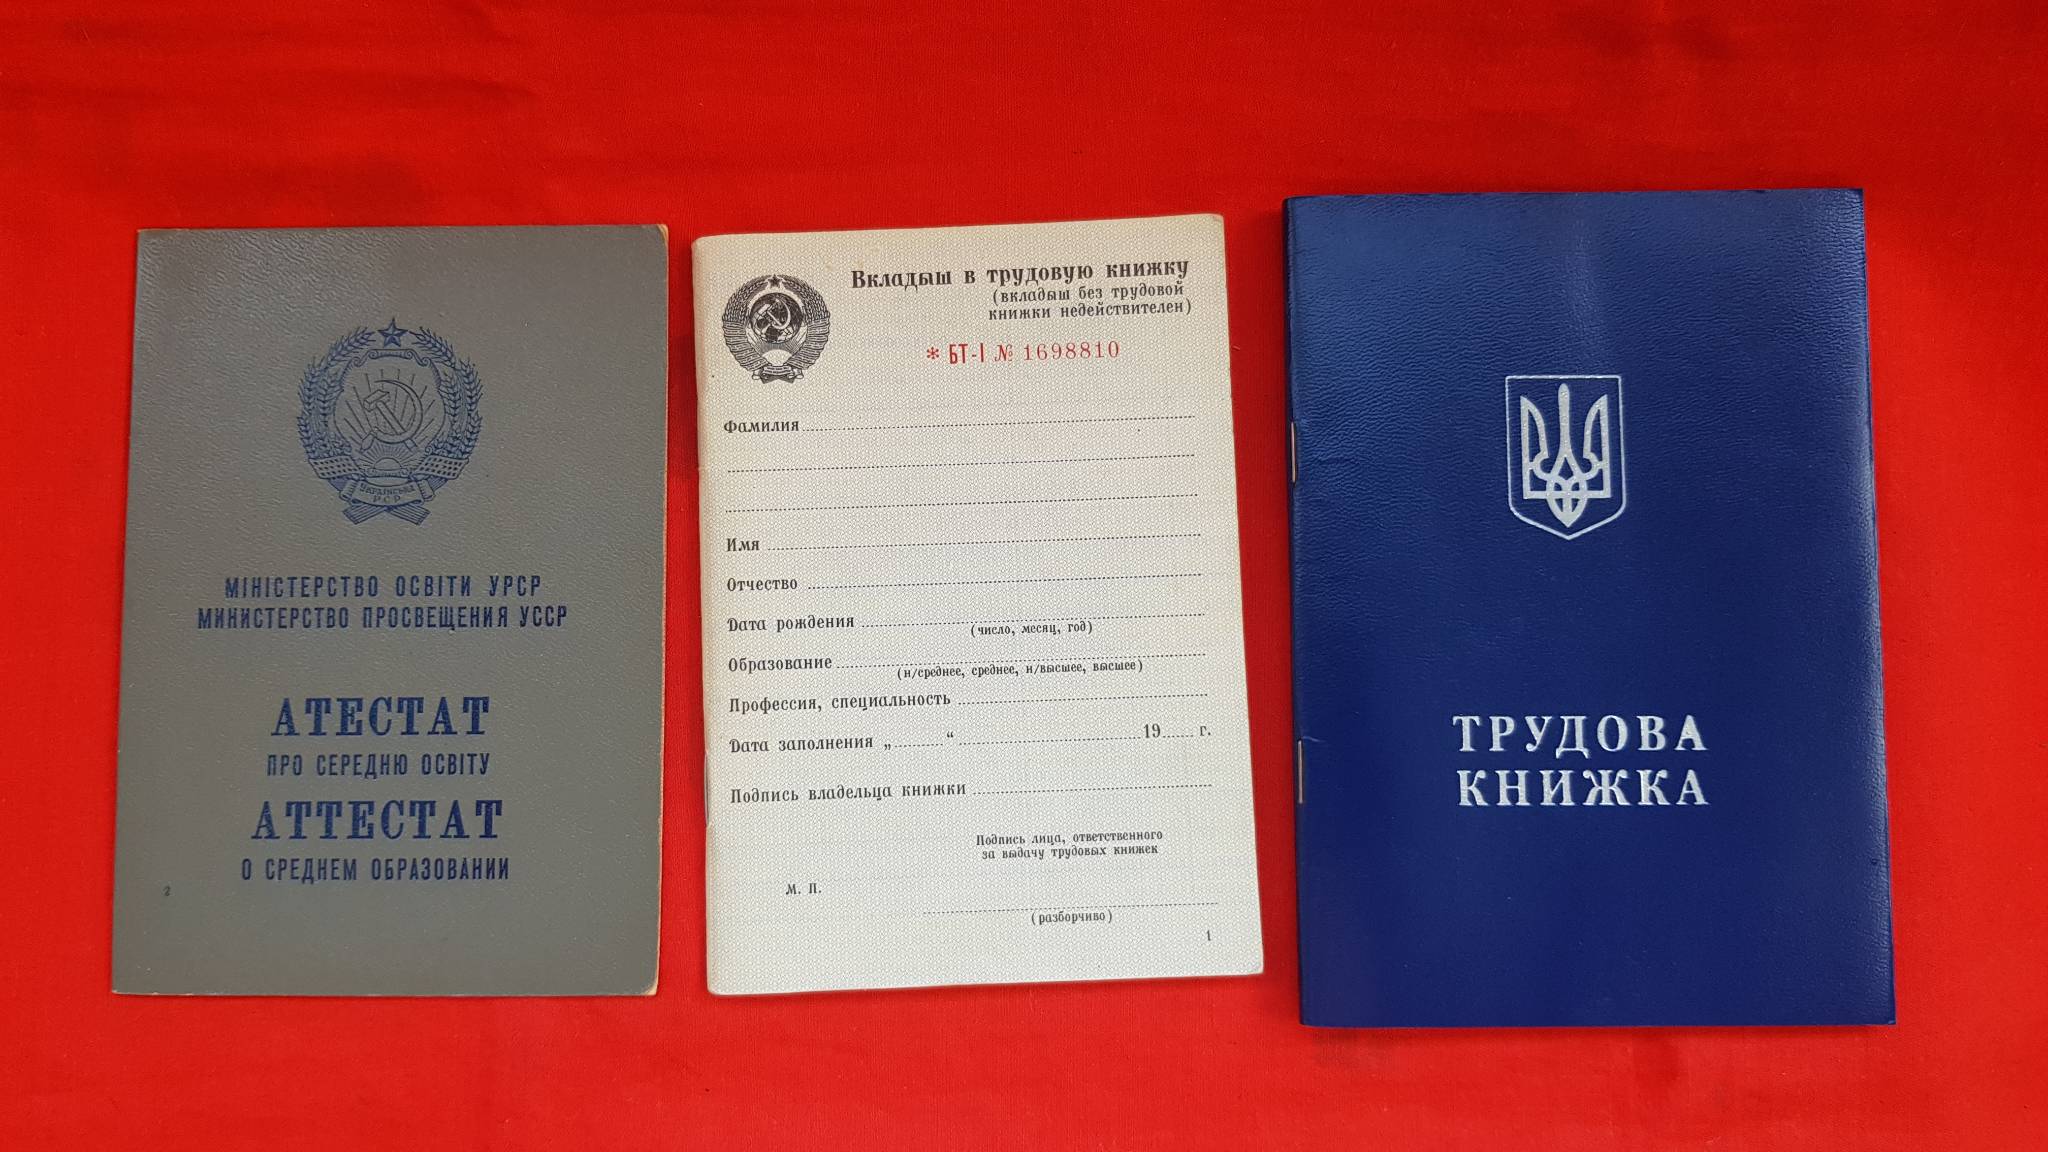 УКРАЇНСЬКА
Р.С.Р.
МІНІСТЕРСТВО ОСВІТИ УРСР
МИНИСТЕРСТВО ПРОСВЕЩЕНИЯ УССР
АТЕСТАТ
ПРО СЕРЕДНЮ ОСВІТУ
АТТЕСТАТ
О СРЕДНЕМ ОБРАЗОВАНИИ
2
Вкладыш в трудовую книжку
(вкладыш без трудовой
книжки недействителен)
* БТ-I № 1698810
Фамилия
Имя
Отчество
Дата рождения
(число, месяц, год)
Образование
(н/среднее, среднее, н/высшее, высшее)
Профессия, специальность
Дата заполнения „ “ 19 г.
Подпись владельца книжки
Подпись лица, ответственного
за выдачу трудовых книжек
М. П.
(разборчиво)
1
ТРУДОВА
КНИЖКА